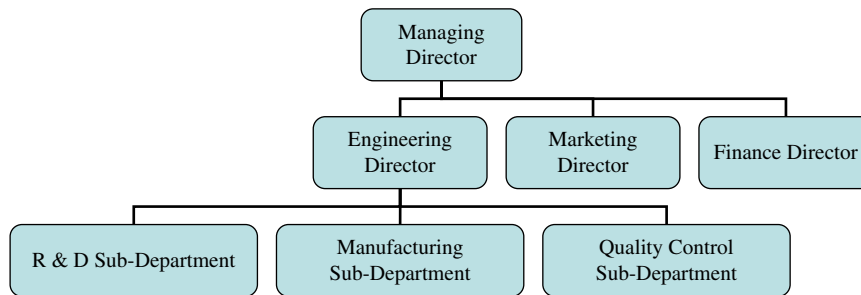 Managing
Director
Engineering
Director
Marketing
Director
Finance Director
R & D Sub-Department
Manufacturing
Sub-Department
Quality Control
Sub-Department